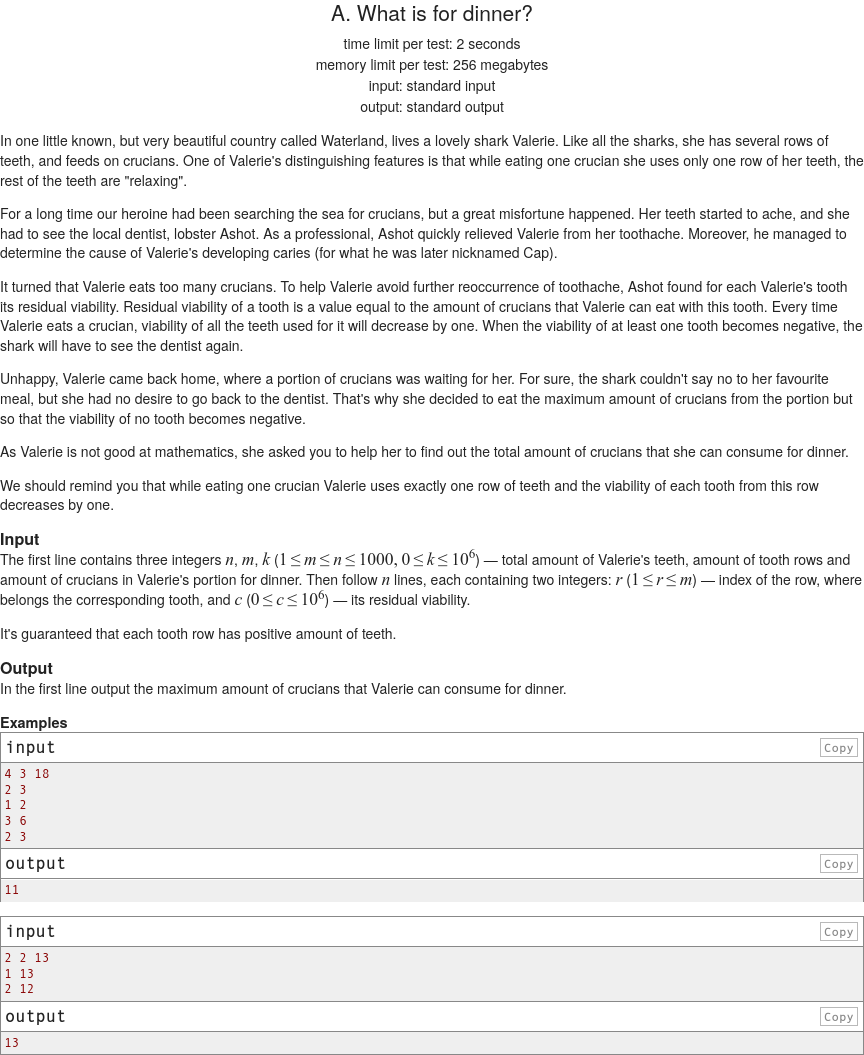 A. What is for dinner?
time limit per test: 2 seconds
memory limit per test: 256 megabytes
input: standard input
output: standard output
In one little known, but very beautiful country called Waterland, lives a lovely shark Valerie. Like all the sharks, she has several rows of
teeth, and feeds on crucians. One of Valerie's distinguishing features is that while eating one crucian she uses only one row of her teeth, the
rest of the teeth are "relaxing".
For a long time our heroine had been searching the sea for crucians, but a great misfortune happened. Her teeth started to ache, and she
had to see the local dentist, lobster Ashot. As a professional, Ashot quickly relieved Valerie from her toothache. Moreover, he managed to
determine the cause of Valerie's developing caries (for what he was later nicknamed Cap).
It turned that Valerie eats too many crucians. To help Valerie avoid further reoccurrence of toothache, Ashot found for each Valerie's tooth
its residual viability. Residual viability of a tooth is a value equal to the amount of crucians that Valerie can eat with this tooth. Every time
Valerie eats a crucian, viability of all the teeth used for it will decrease by one. When the viability of at least one tooth becomes negative, the
shark will have to see the dentist again.
Unhappy, Valerie came back home, where a portion of crucians was waiting for her. For sure, the shark couldn't say no to her favourite
meal, but she had no desire to go back to the dentist. That's why she decided to eat the maximum amount of crucians from the portion but
so that the viability of no tooth becomes negative.
As Valerie is not good at mathematics, she asked you to help her to find out the total amount of crucians that she can consume for dinner.
We should remind you that while eating one crucian Valerie uses exactly one row of teeth and the viability of each tooth from this row
decreases by one.
Input
The first line contains three integers n, m, k (1 ≤ m ≤ n ≤ 1000, 0 ≤ k ≤ 10⁶) — total amount of Valerie's teeth, amount of tooth rows and
amount of crucians in Valerie's portion for dinner. Then follow n lines, each containing two integers: r (1 ≤ r ≤ m) — index of the row, where
belongs the corresponding tooth, and c (0 ≤ c ≤ 10⁶) — its residual viability.
It's guaranteed that each tooth row has positive amount of teeth.
Output
In the first line output the maximum amount of crucians that Valerie can consume for dinner.
Examples
input Copy
4 3 18
2 3
1 2
3 6
2 3
output Copy
11
input Copy
2 2 13
1 13
2 12
output Copy
13